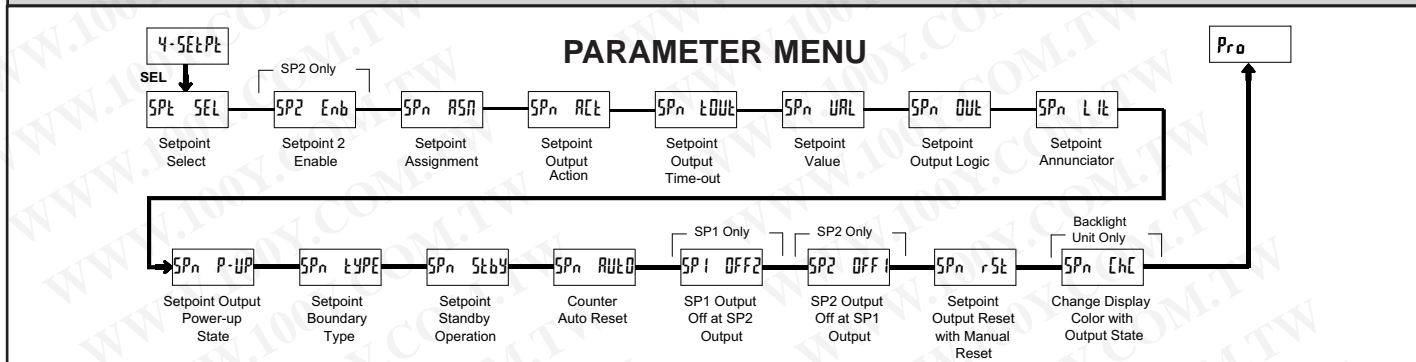 PARAMETER MENU
4-SEtPt
Pro
SEL
SP2 Only
SPt SEL
SP2 Enb
SPn ASN
SPn ACt
SPn tOUt
SPn VAL
SPn OUt
SPn Lit
Setpoint
Select
Setpoint 2
Enable
Setpoint
Assignment
Setpoint
Output
Action
Setpoint
Output
Time-out
Setpoint
Value
Setpoint
Output Logic
Setpoint
Annunciator
SP1 Only
SP2 Only
Backlight
Unit Only
SPn P-UP
SPn tYPE
SPn StbY
SPn AUtO
SP1 OFF2
SP2 OFF1
SPn rSt
SPn ChC
Setpoint Output
Power-up
State
Setpoint
Boundary
Type
Setpoint
Standby
Operation
Counter
Auto Reset
SP1 Output
Off at SP2
Output
SP2 Output
Off at SP1
Output
Setpoint
Output Reset
with Manual
Reset
Change Display
Color with
Output State
WWW.100Y.COM.TW